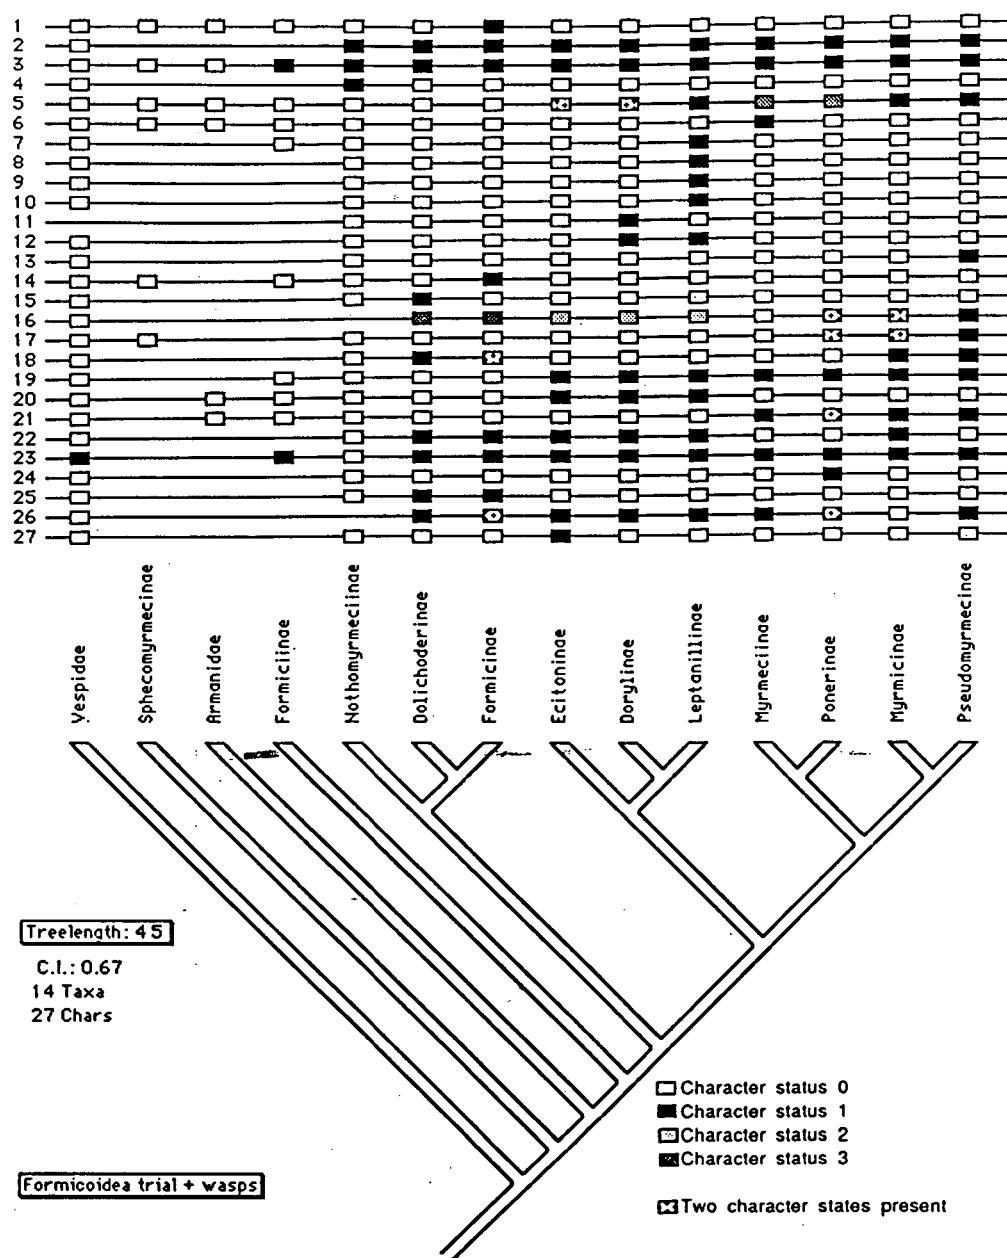 1
2
3
4
5
6
7
8
9
10
11
12
13
14
15
16
17
18
19
20
21
22
23
24
25
26
27
Vespidae
Sphecomyrmecinae
Armanidae
Formiciinae
Nothomyrmeciinae
Dolichoderinae
Formicinae
Ecitoninae
Dorylinae
Leptanillinae
Myrmeciinae
Ponerinae
Myrmicinae
Pseudomyrmecinae
Treelength: 45
C.I.: 0.67
14 Taxa
27 Chars
Character status 0
Character status 1
Character status 2
Character status 3
Formicoidea trial + wasps
Two character states present